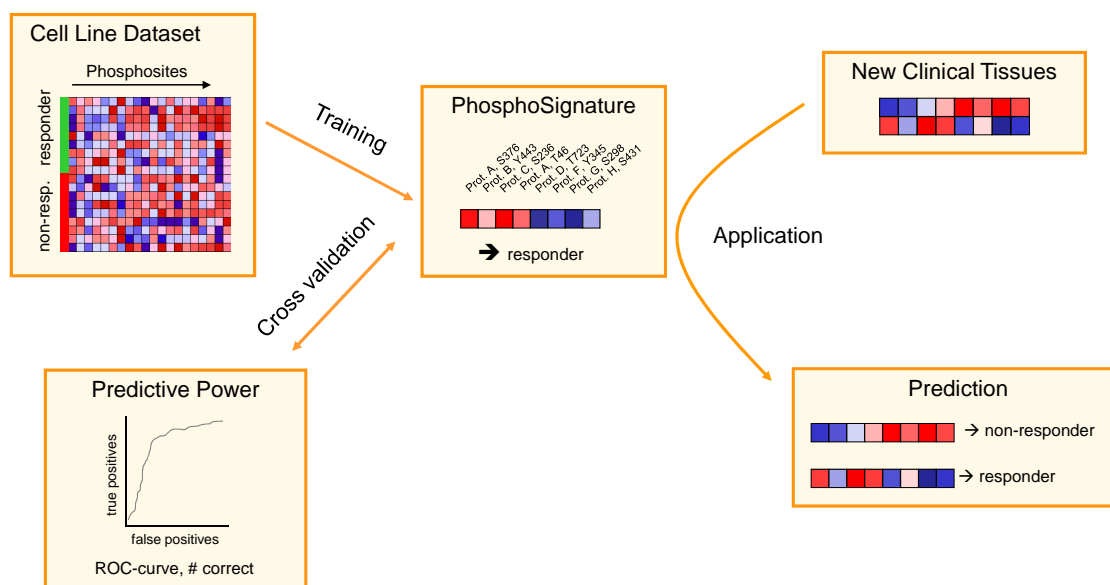 Cell Line Dataset
Phosphosites
responder
non-resp.
Training
Cross validation
PhosphoSignature
Prot. A, S376
Prot. B, Y443
Prot. C, S236
Prot. A, T46
Prot. D, T723
Prot. F, Y345
Prot. G, S298
Prot. H, S431
➔ responder
New Clinical Tissues
Application
Predictive Power
true positives
false positives
ROC-curve, # correct
Prediction
→ non-responder
→ responder